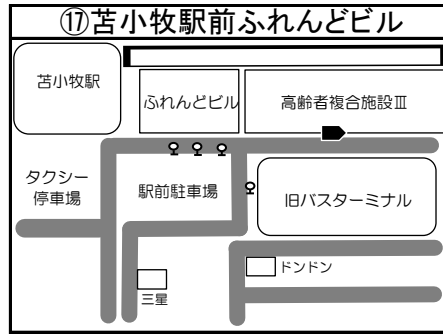 ⑰苫小牧駅前ふれんどビル
苫小牧駅
ふれんどビル
高齢者複合施設Ⅲ
タクシー
停車場
駅前駐車場
旧バスターミナル
ドンドン
三星